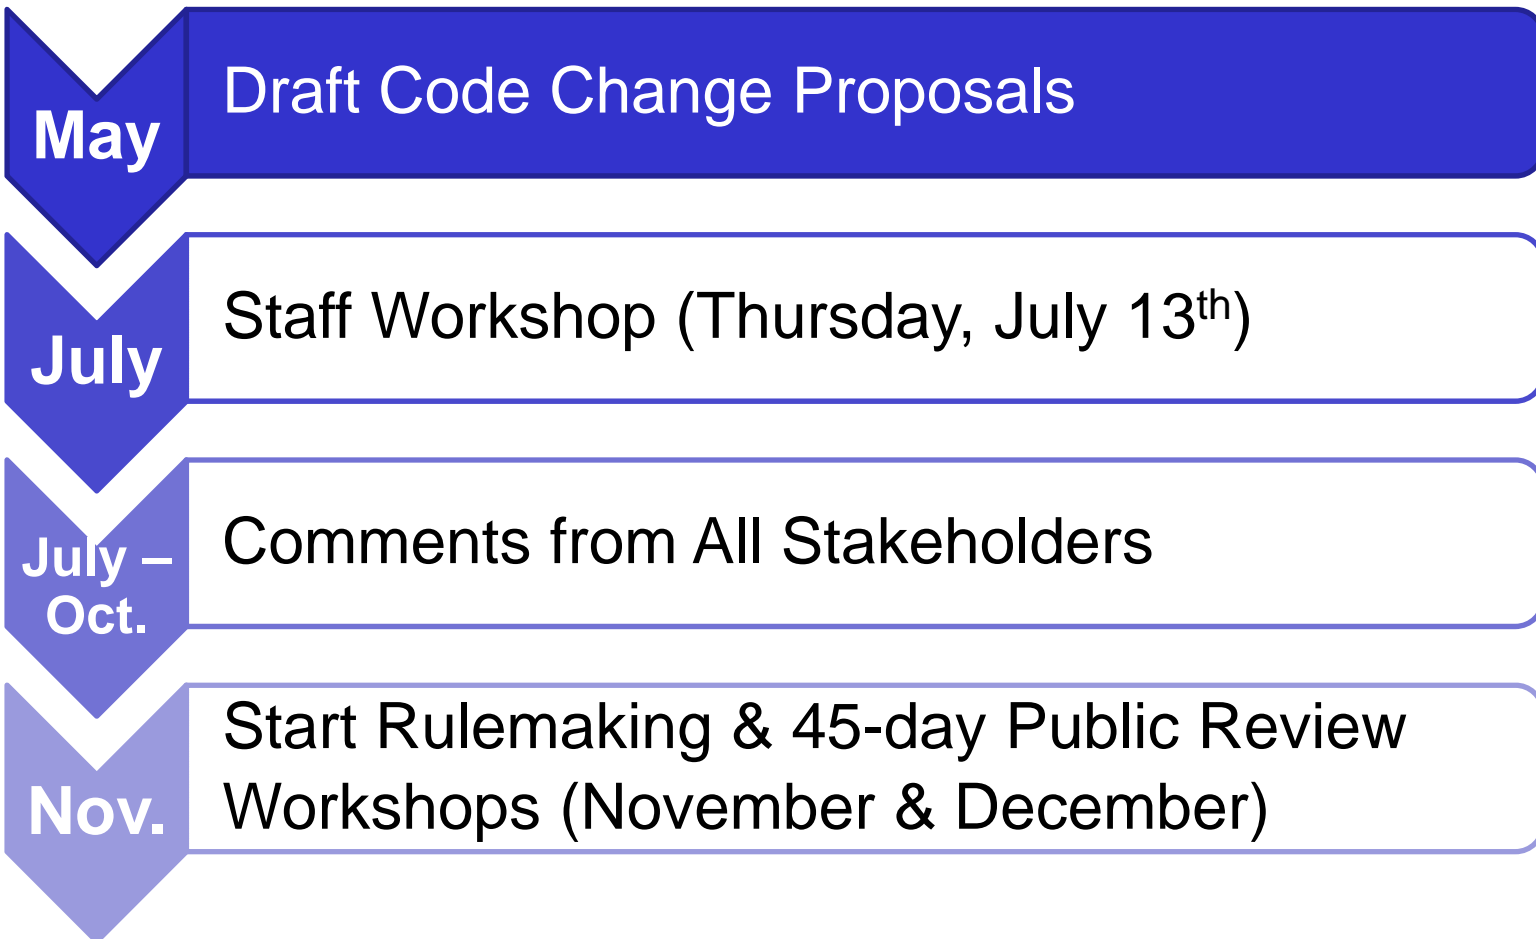 May
Draft Code Change Proposals
July
Staff Workshop (Thursday, July 13th)
July –
Oct.
Comments from All Stakeholders
Nov.
Start Rulemaking & 45-day Public Review
Workshops (November & December)